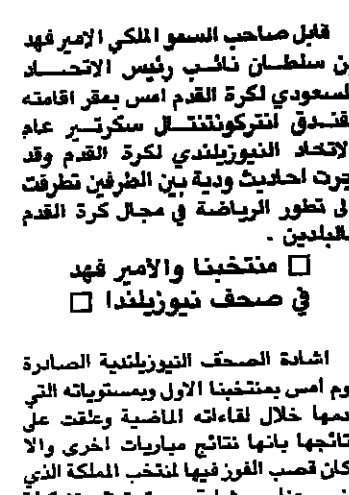 قابل صاحب السمو الملكي الامير فهد
بن سلطان نائب رئيس الاتحاد
لسعودي لكرة القدم امس بمقر اقامته
فندق انتركونتنتال سكرتير عام
لاتحاد النيوزيلندي لكرة القدم وقد
جرت احاديث ودية بين الطرفين تطرقت
لى تطور الرياضة في مجال كرة القدم
بالبلدين .
□ منتخبنا والامير فهد
في صحف نيوزيلندا □
اشادة الصحف النيوزيلندية الصادرة
وم امس بمنتخبنا الاول وبمستوياته التي
دمها خلال لقاءاته الماضية وعلقت على
تائجها بانها نتائج مباريات اخرى والا
كان قصب الفوز فيها لمنتخب المملكة الذي